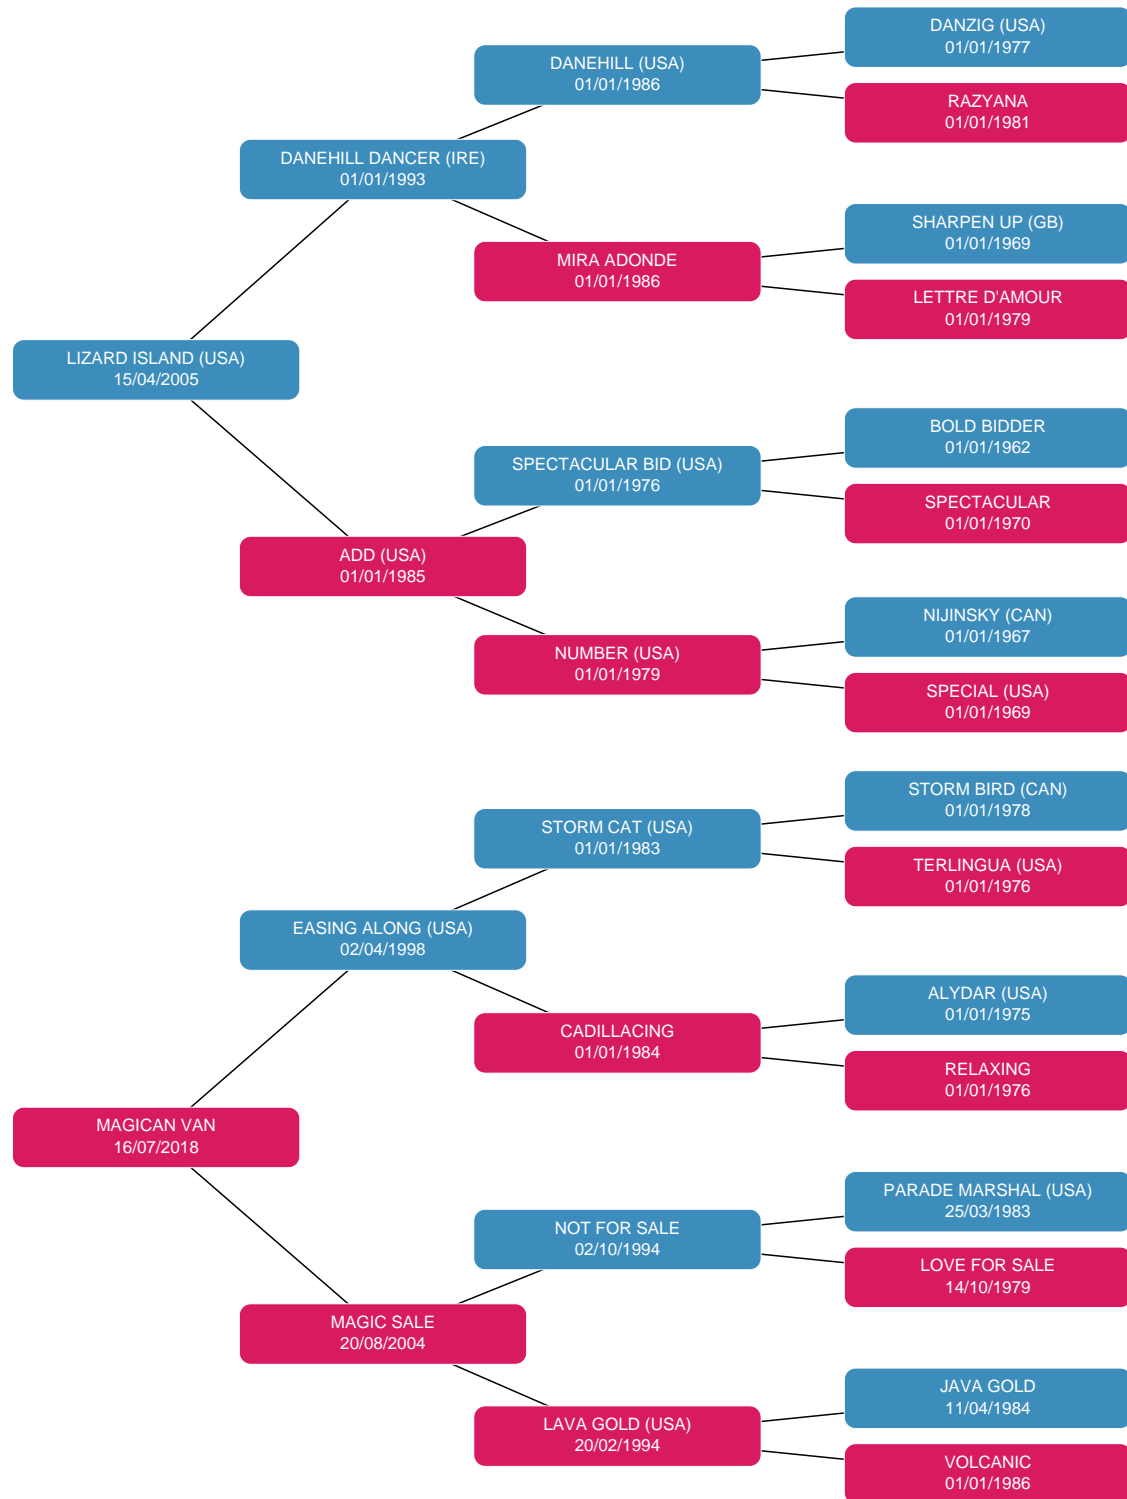 DANZIG (USA)
01/01/1977
DANEHILL (USA)
01/01/1986
RAZYANA
01/01/1981
DANEHILL DANCER (IRE)
01/01/1993
SHARPEN UP (GB)
01/01/1969
MIRA ADONDE
01/01/1986
LETTRE D'AMOUR
01/01/1979
LIZARD ISLAND (USA)
15/04/2005
BOLD BIDDER
01/01/1962
SPECTACULAR BID (USA)
01/01/1976
SPECTACULAR
01/01/1970
ADD (USA)
01/01/1985
NIJINSKY (CAN)
01/01/1967
NUMBER (USA)
01/01/1979
SPECIAL (USA)
01/01/1969
STORM BIRD (CAN)
01/01/1978
STORM CAT (USA)
01/01/1983
TERLINGUA (USA)
01/01/1976
EASING ALONG (USA)
02/04/1998
ALYDAR (USA)
01/01/1975
CADILLACING
01/01/1984
RELAXING
01/01/1976
MAGICAN VAN
16/07/2018
PARADE MARSHAL (USA)
25/03/1983
NOT FOR SALE
02/10/1994
LOVE FOR SALE
14/10/1979
MAGIC SALE
20/08/2004
JAVA GOLD
11/04/1984
LAVA GOLD (USA)
20/02/1994
VOLCANIC
01/01/1986